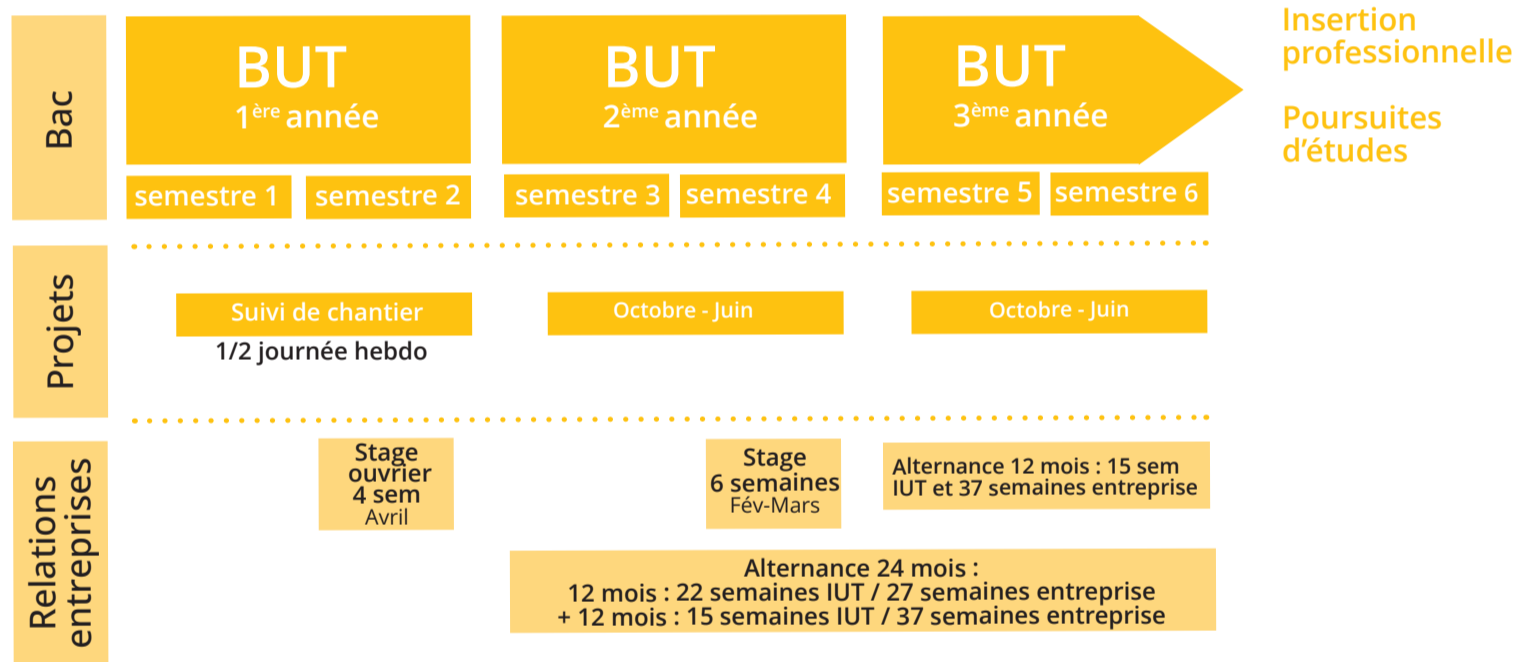 Bac
BUT
1ère année
semestre 1
semestre 2
BUT
2ème année
semestre 3
semestre 4
BUT
3ème année
semestre 5
semestre 6
Insertion
professionnelle
Poursuites
d’études
Projets
Suivi de chantier
1/2 journée hebdo
Octobre - Juin
Octobre - Juin
Relations
entreprises
Stage
ouvrier
4 sem
Avril
Stage
6 semaines
Fév-Mars
Alternance 12 mois : 15 sem
IUT et 37 semaines entreprise
Alternance 24 mois :
12 mois : 22 semaines IUT / 27 semaines entreprise
+ 12 mois : 15 semaines IUT / 37 semaines entreprise